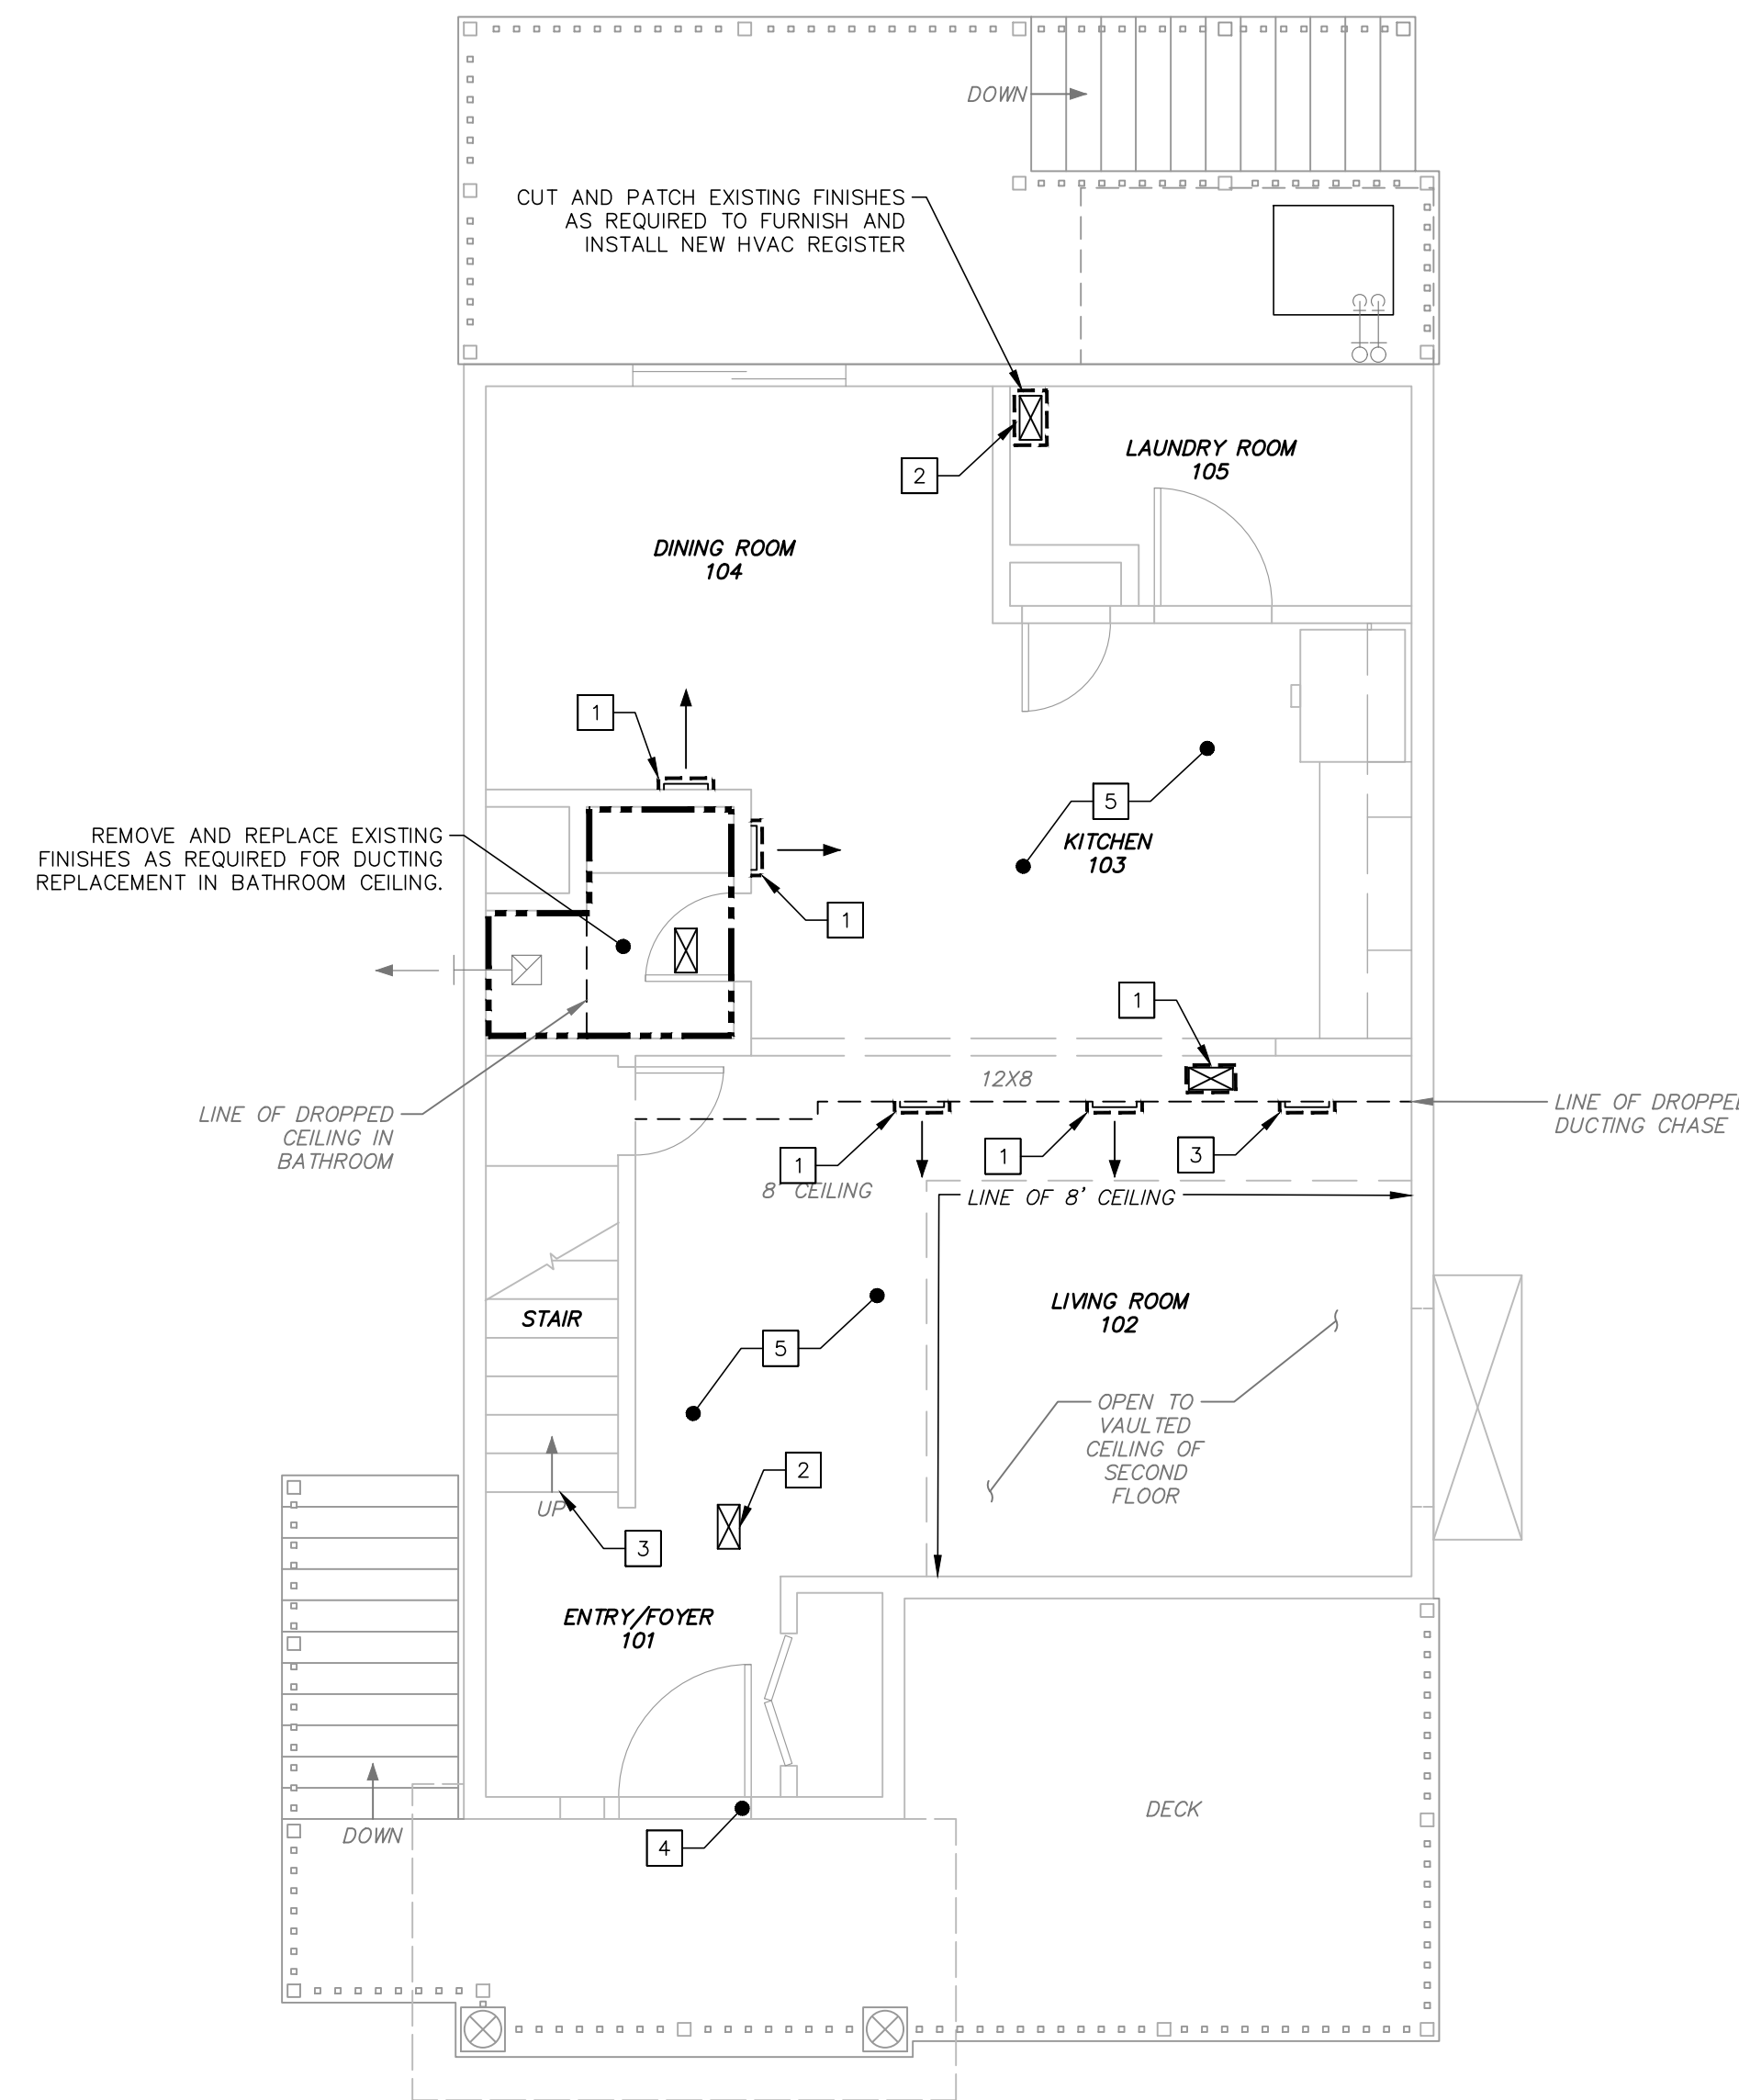 DOWN
CUT AND PATCH EXISTING FINISHES
AS REQUIRED TO FURNISH AND
INSTALL NEW HVAC REGISTER
LAUNDRY ROOM
105
2
DINING ROOM
104
1
5
KITCHEN
103
REMOVE AND REPLACE EXISTING
FINISHES AS REQUIRED FOR DUCTING
REPLACEMENT IN BATHROOM CEILING.
1
1
12X8
LINE OF DROPPED
CEILING IN
BATHROOM
LINE OF DROPPED
DUCTING CHASE
1
1
3
8' CEILING
LINE OF 8' CEILING
STAIR
LIVING ROOM
102
5
OPEN TO
VAULTED
CEILING OF
SECOND
FLOOR
2
UP
3
ENTRY/FOYER
101
DECK
DOWN
4